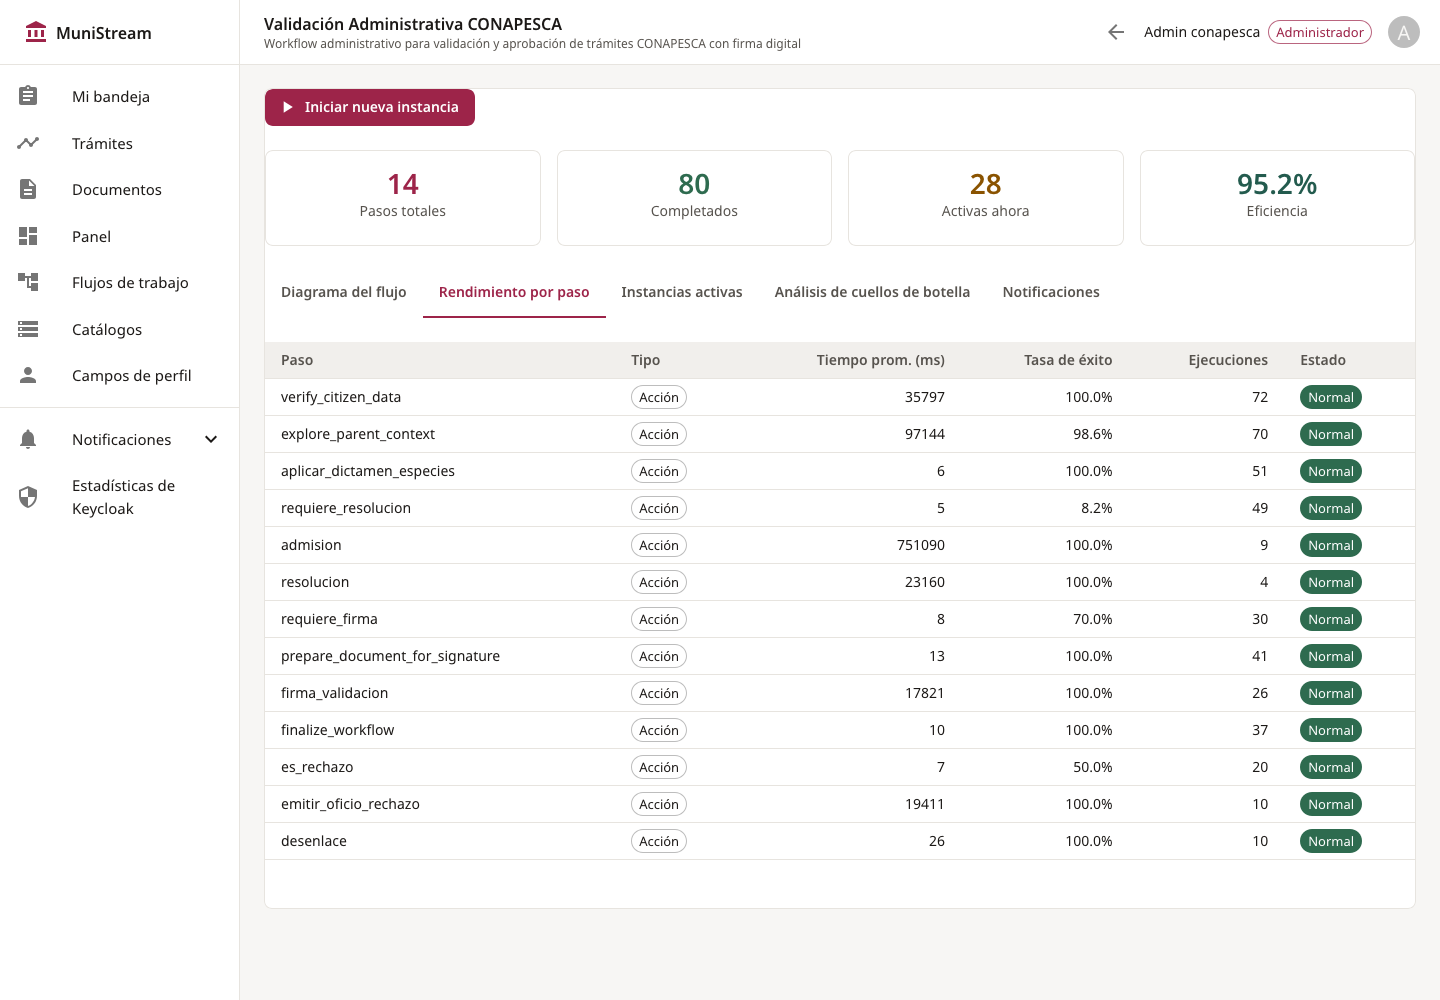 MuniStream
Validación Administrativa CONAPESCA
Workflow administrativo para validación y aprobación de trámites CONAPESCA con firma digital
Admin conapesca
Administrador
A
Mi bandeja
Trámites
Documentos
Panel
Flujos de trabajo
Catálogos
Campos de perfil
Notificaciones
Estadísticas de
Keycloak
Iniciar nueva instancia
14
Pasos totales
80
Completados
28
Activas ahora
95.2%
Eficiencia
Diagrama del flujo
Rendimiento por paso
Instancias activas
Análisis de cuellos de botella
Notificaciones
Paso Tipo Tiempo prom. (ms) Tasa de éxito Ejecuciones Estado
verify_citizen_data Acción 35797 100.0% 72 Normal
explore_parent_context Acción 97144 98.6% 70 Normal
aplicar_dictamen_especies Acción 6 100.0% 51 Normal
requiere_resolucion Acción 5 8.2% 49 Normal
admision Acción 751090 100.0% 9 Normal
resolucion Acción 23160 100.0% 4 Normal
requiere_firma Acción 8 70.0% 30 Normal
prepare_document_for_signature Acción 13 100.0% 41 Normal
firma_validacion Acción 17821 100.0% 26 Normal
finalize_workflow Acción 10 100.0% 37 Normal
es_rechazo Acción 7 50.0% 20 Normal
emitir_oficio_rechazo Acción 19411 100.0% 10 Normal
desenlace Acción 26 100.0% 10 Normal